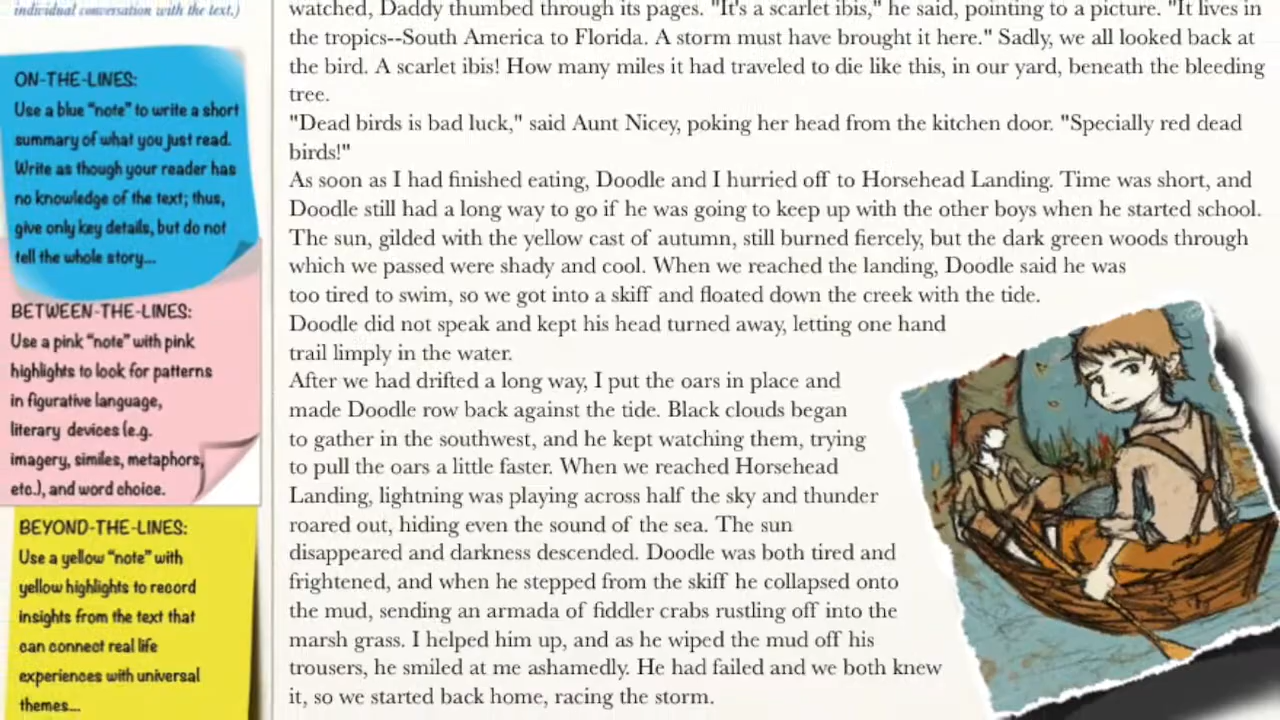 individual conversation with the text.)
ON-THE-LINES:
Use a blue "note" to write a short
summary of what you just read.
Write as though your reader has
no knowledge of the text; thus,
give only key details, but do not
tell the whole story...
BETWEEN-THE-LINES:
Use a pink "note" with pink
highlights to look for patterns
in figurative language,
literary devices (e.g.
imagery, similes, metaphors,
etc.), and word choice.
BEYOND-THE-LINES:
Use a yellow "note" with
yellow highlights to record
insights from the text that
can connect real life
experiences with universal
themes...
watched, Daddy thumbed through its pages. "It's a scarlet ibis," he said, pointing to a picture. "It lives in
the tropics--South America to Florida. A storm must have brought it here." Sadly, we all looked back at
the bird. A scarlet ibis! How many miles it had traveled to die like this, in our yard, beneath the bleeding
tree.
"Dead birds is bad luck," said Aunt Nicey, poking her head from the kitchen door. "Specially red dead
birds!"
As soon as I had finished eating, Doodle and I hurried off to Horsehead Landing. Time was short, and
Doodle still had a long way to go if he was going to keep up with the other boys when he started school.
The sun, gilded with the yellow cast of autumn, still burned fiercely, but the dark green woods through
which we passed were shady and cool. When we reached the landing, Doodle said he was
too tired to swim, so we got into a skiff and floated down the creek with the tide.
Doodle did not speak and kept his head turned away, letting one hand
trail limply in the water.
After we had drifted a long way, I put the oars in place and
made Doodle row back against the tide. Black clouds began
to gather in the southwest, and he kept watching them, trying
to pull the oars a little faster. When we reached Horsehead
Landing, lightning was playing across half the sky and thunder
roared out, hiding even the sound of the sea. The sun
disappeared and darkness descended. Doodle was both tired and
frightened, and when he stepped from the skiff he collapsed onto
the mud, sending an armada of fiddler crabs rustling off into the
marsh grass. I helped him up, and as he wiped the mud off his
trousers, he smiled at me ashamedly. He had failed and we both knew
it, so we started back home, racing the storm.